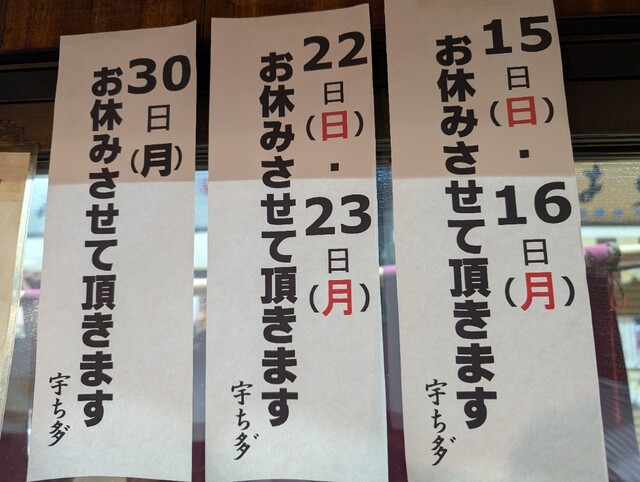 15日(日)・16日(月)
お休みさせて頂きます
宇ち多゛
22日(日)・23日(月)
お休みさせて頂きます
宇ち多゛
30日(月)
お休みさせて頂きます
宇ち多゛